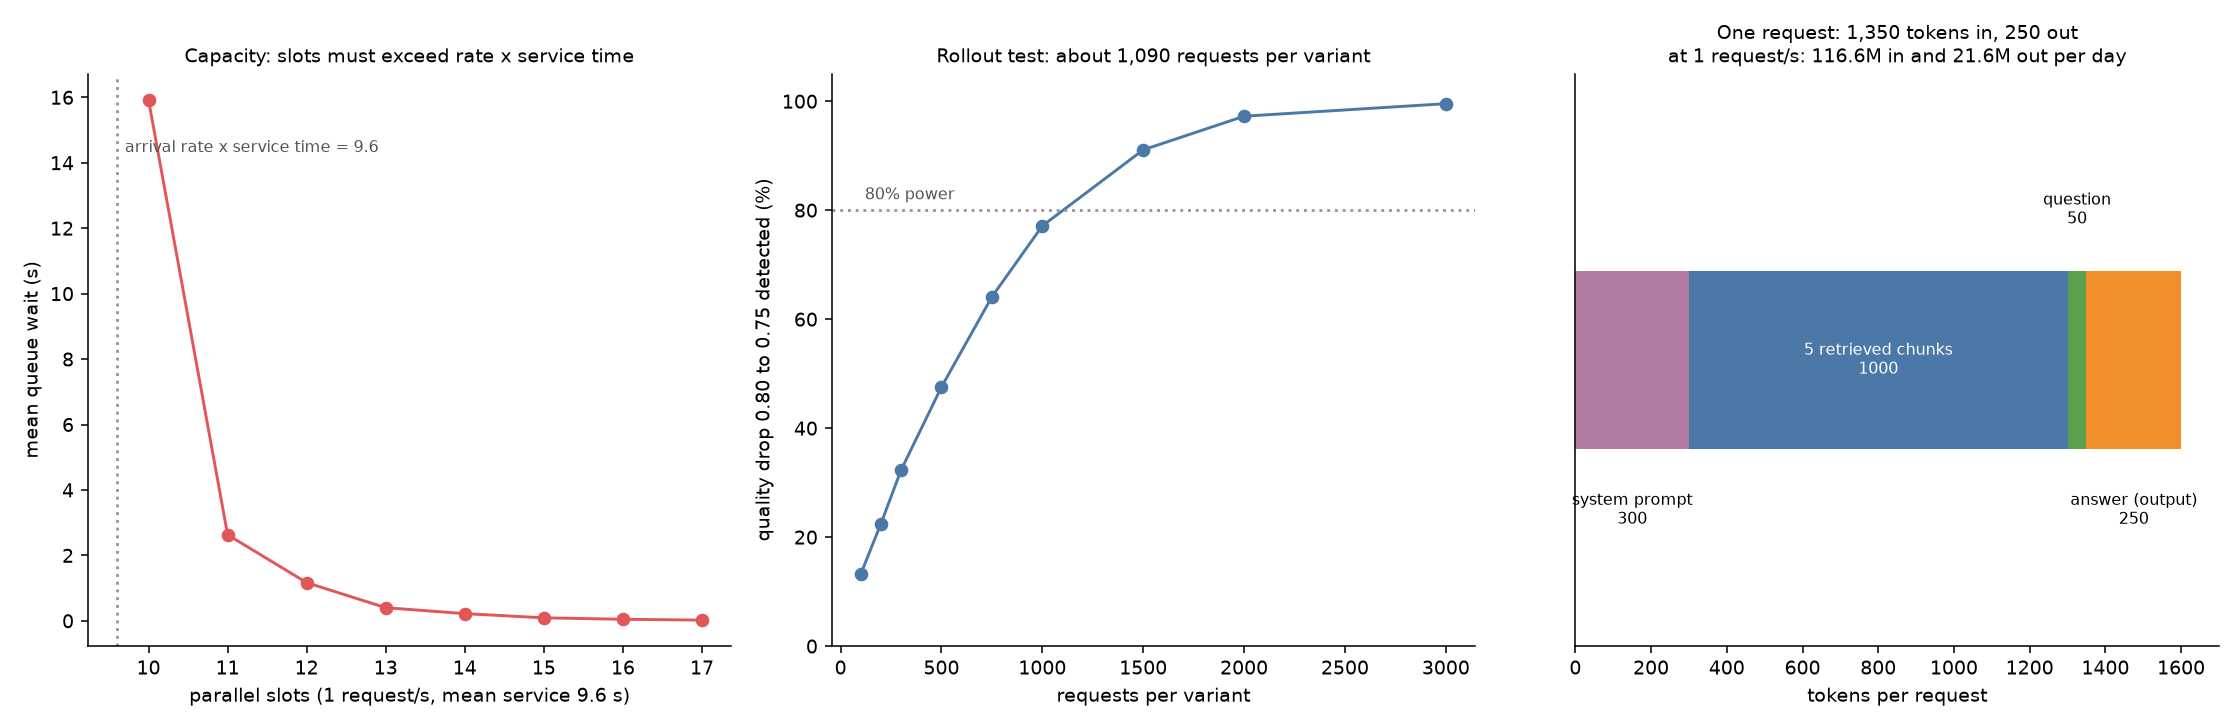 Capacity: slots must exceed rate x service time
mean queue wait (s)
16
14
12
10
8
6
4
2
0
arrival rate x service time = 9.6
10 11 12 13 14 15 16 17
parallel slots (1 request/s, mean service 9.6 s)
Rollout test: about 1,090 requests per variant
quality drop 0.80 to 0.75 detected (%)
100
80
60
40
20
0
80% power
0 500 1000 1500 2000 2500 3000
requests per variant
One request: 1,350 tokens in, 250 out
at 1 request/s: 116.6M in and 21.6M out per day
question
50
5 retrieved chunks
1000
system prompt
300
answer (output)
250
0 200 400 600 800 1000 1200 1400 1600
tokens per request